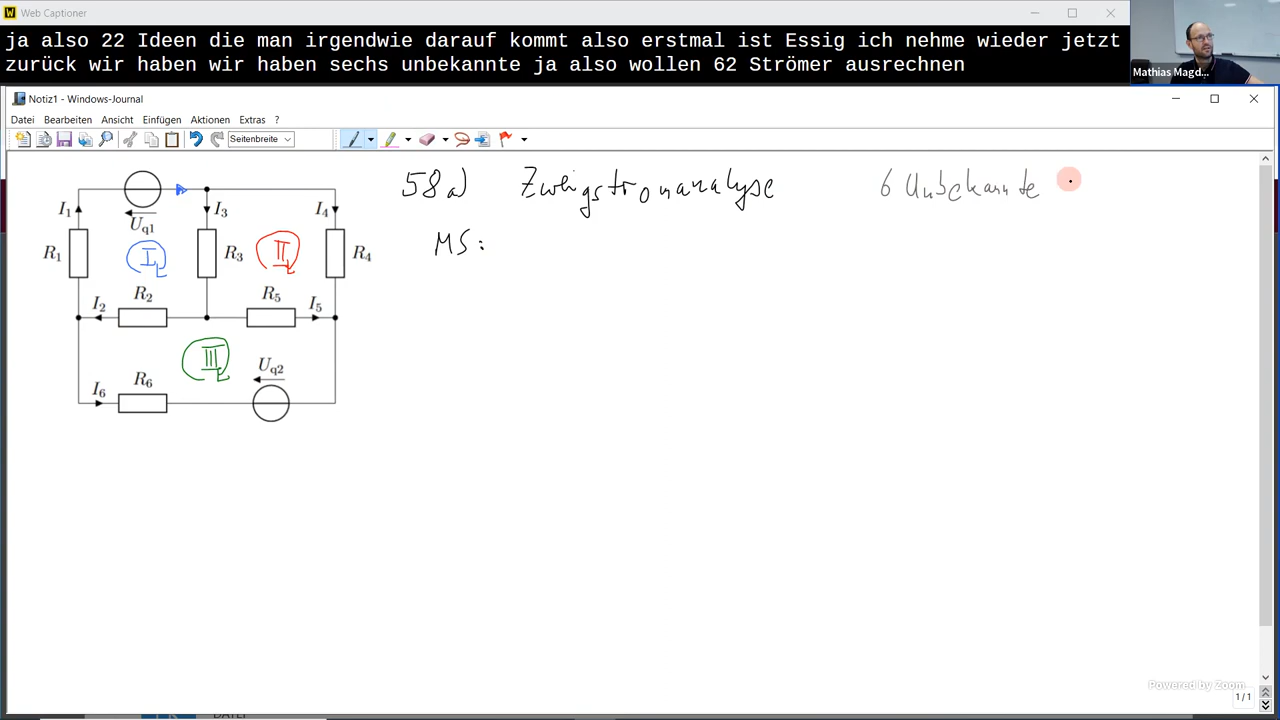 Web Captioner
ja also 22 Ideen die man irgendwie darauf kommt also erstmal ist Essig ich nehme wieder jetzt
zurück wir haben wir haben sechs unbekannte ja also wollen 62 Strömer ausrechnen
Mathias Magd...
Notiz1 - Windows-Journal
Datei Bearbeiten Ansicht Einfügen Aktionen Extras ?
Seitenbreite
58a) Zweigstromanalyse 6 Unbekannte
MS:
I1 Uq1 I3 I4
R1 I R3 II R4
I2 R2 R5 I5
III
Uq2
I6 R6
Powered by Zoom
1/1